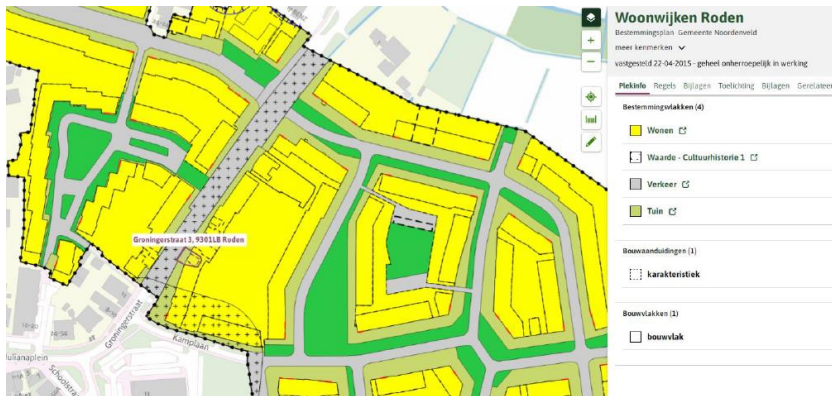 Groningerstraat 3, 9301LB Roden
Groningerstraat
Kamplaan
Julianaplein
Schoolstraat
Woonwijken Roden
Bestemmingsplan Gemeente Noordenveld
meer kenmerken
vastgesteld 22-04-2015 - geheel onherroepelijk in werking
Plekinfo Regels Bijlagen Toelichting Bijlagen Gerelateer
Bestemmingsvlakken (4)
Wonen
Waarde - Cultuurhistorie 1
Verkeer
Tuin
Bouwaanduidingen (1)
karakteristiek
Bouwvlakken (1)
bouwvlak